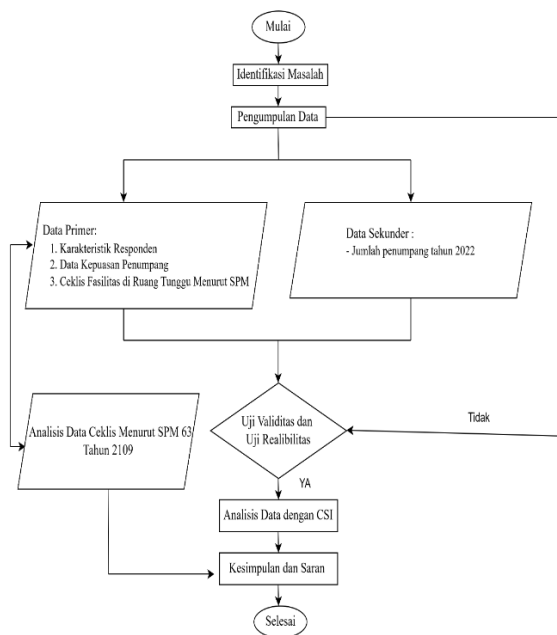 Mulai
Identifikasi Masalah
Pengumpulan Data
Data Primer:
1. Karakteristik Responden
2. Data Kepuasan Penumpang
3. Ceklis Fasilitas di Ruang Tunggu Menurut SPM
Data Sekunder :
- Jumlah penumpang tahun 2022
Uji Validitas dan
Uji Realibilitas
Tidak
Analisis Data Ceklis Menurut SPM 63
Tahun 2109
YA
Analisis Data dengan CSI
Kesimpulan dan Saran
Selesai